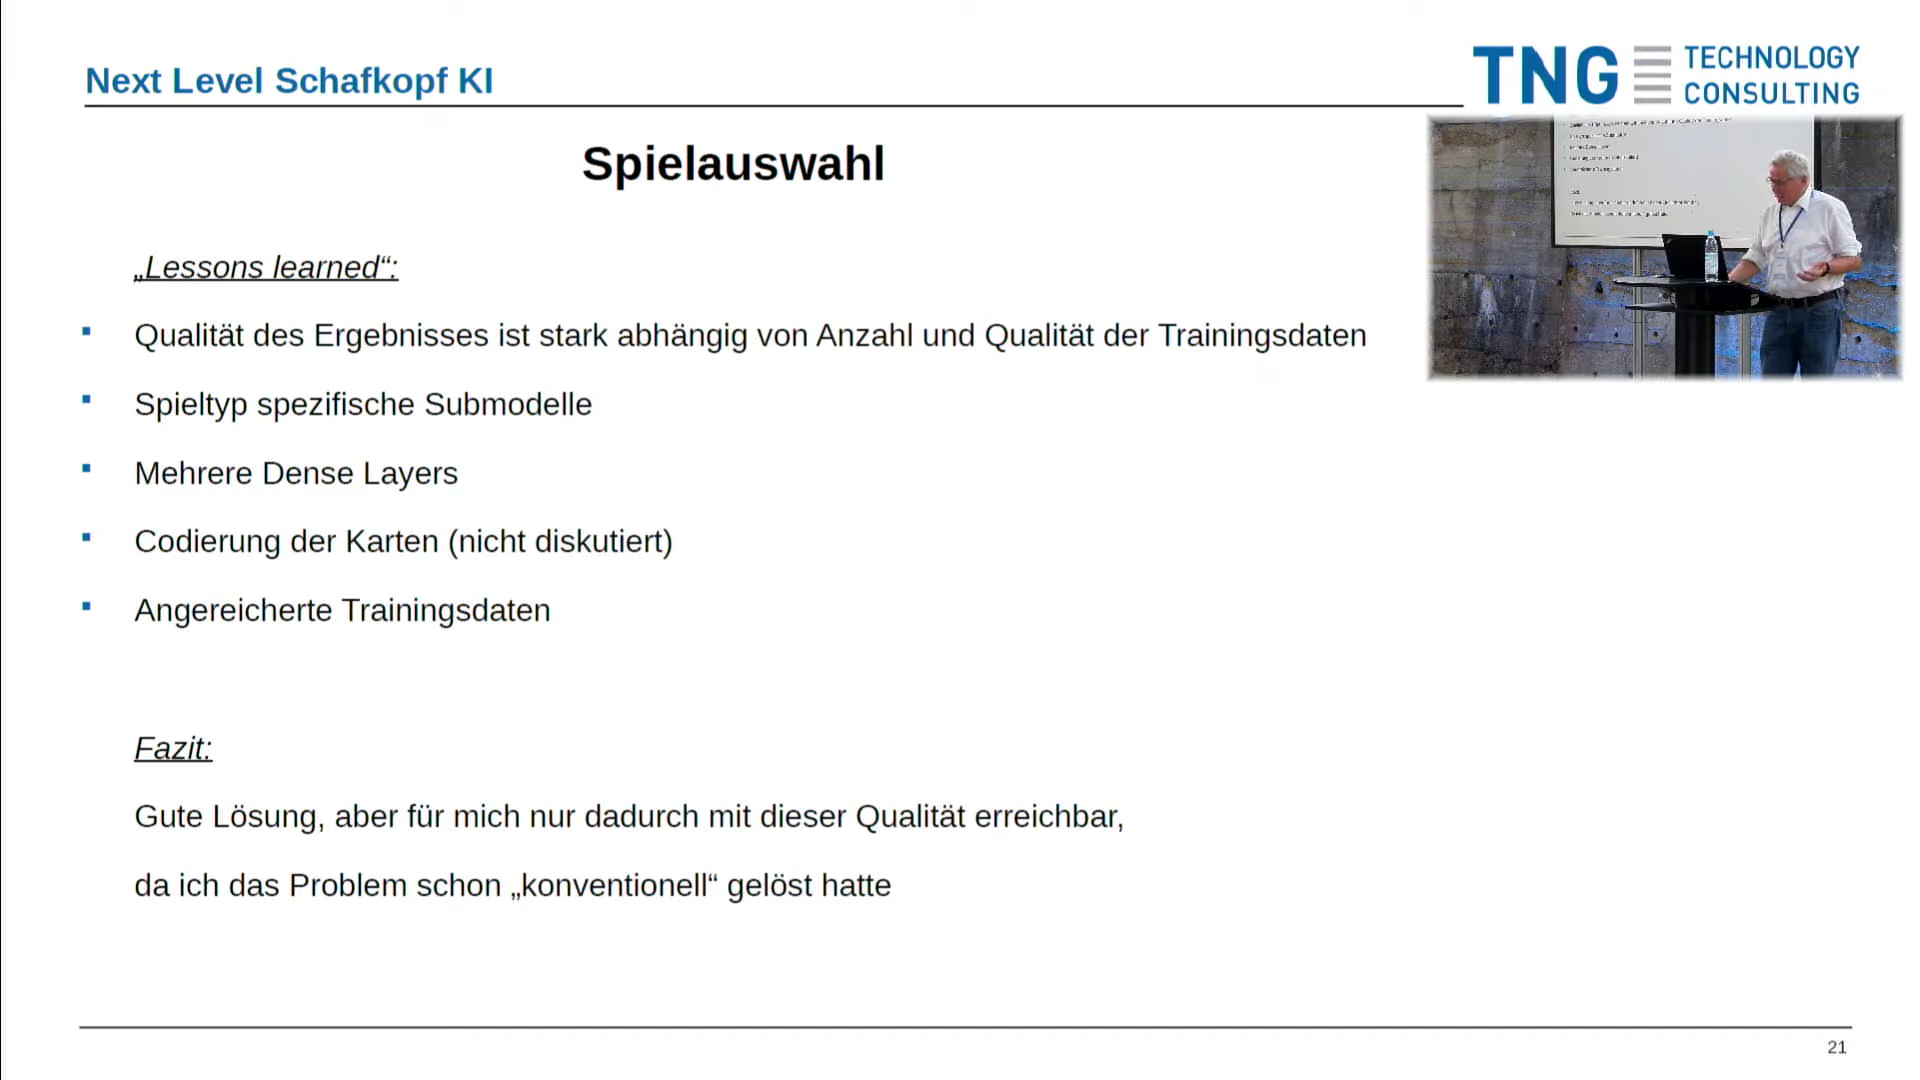 Next Level Schafkopf KI
TNG TECHNOLOGY CONSULTING
Spielauswahl
„Lessons learned“:
Qualität des Ergebnisses ist stark abhängig von Anzahl und Qualität der Trainingsdaten
Spieltyp spezifische Submodelle
Mehrere Dense Layers
Codierung der Karten (nicht diskutiert)
Angereicherte Trainingsdaten
Fazit:
Gute Lösung, aber für mich nur dadurch mit dieser Qualität erreichbar,
da ich das Problem schon „konventionell“ gelöst hatte
21